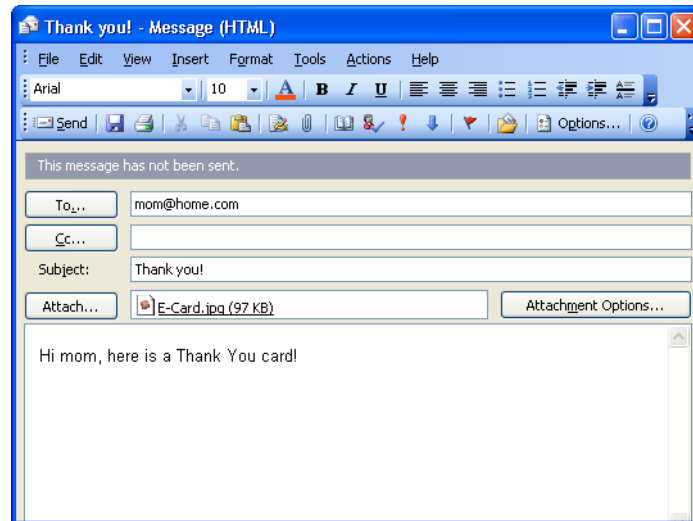 Thank you! - Message (HTML)
File Edit View Insert Format Tools Actions Help
Arial 10 A B I U
Send Options...
This message has not been sent.
To... mom@home.com
Cc...
Subject: Thank you!
Attach... E-Card.jpg (97 KB) Attachment Options...
Hi mom, here is a Thank You card!